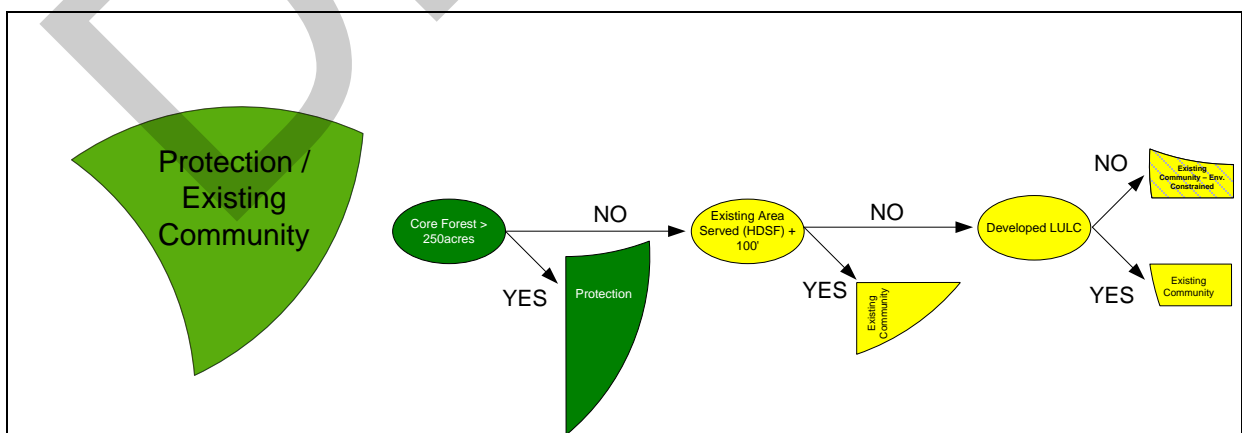 Protection /
Existing
Community
Core Forest >
250acres
NO
YES
Protection
Existing Area
Served (HDSF) +
100'
NO
YES
Existing
Community
Developed LULC
NO
Existing
Community – Env.
Constrained
YES
Existing
Community